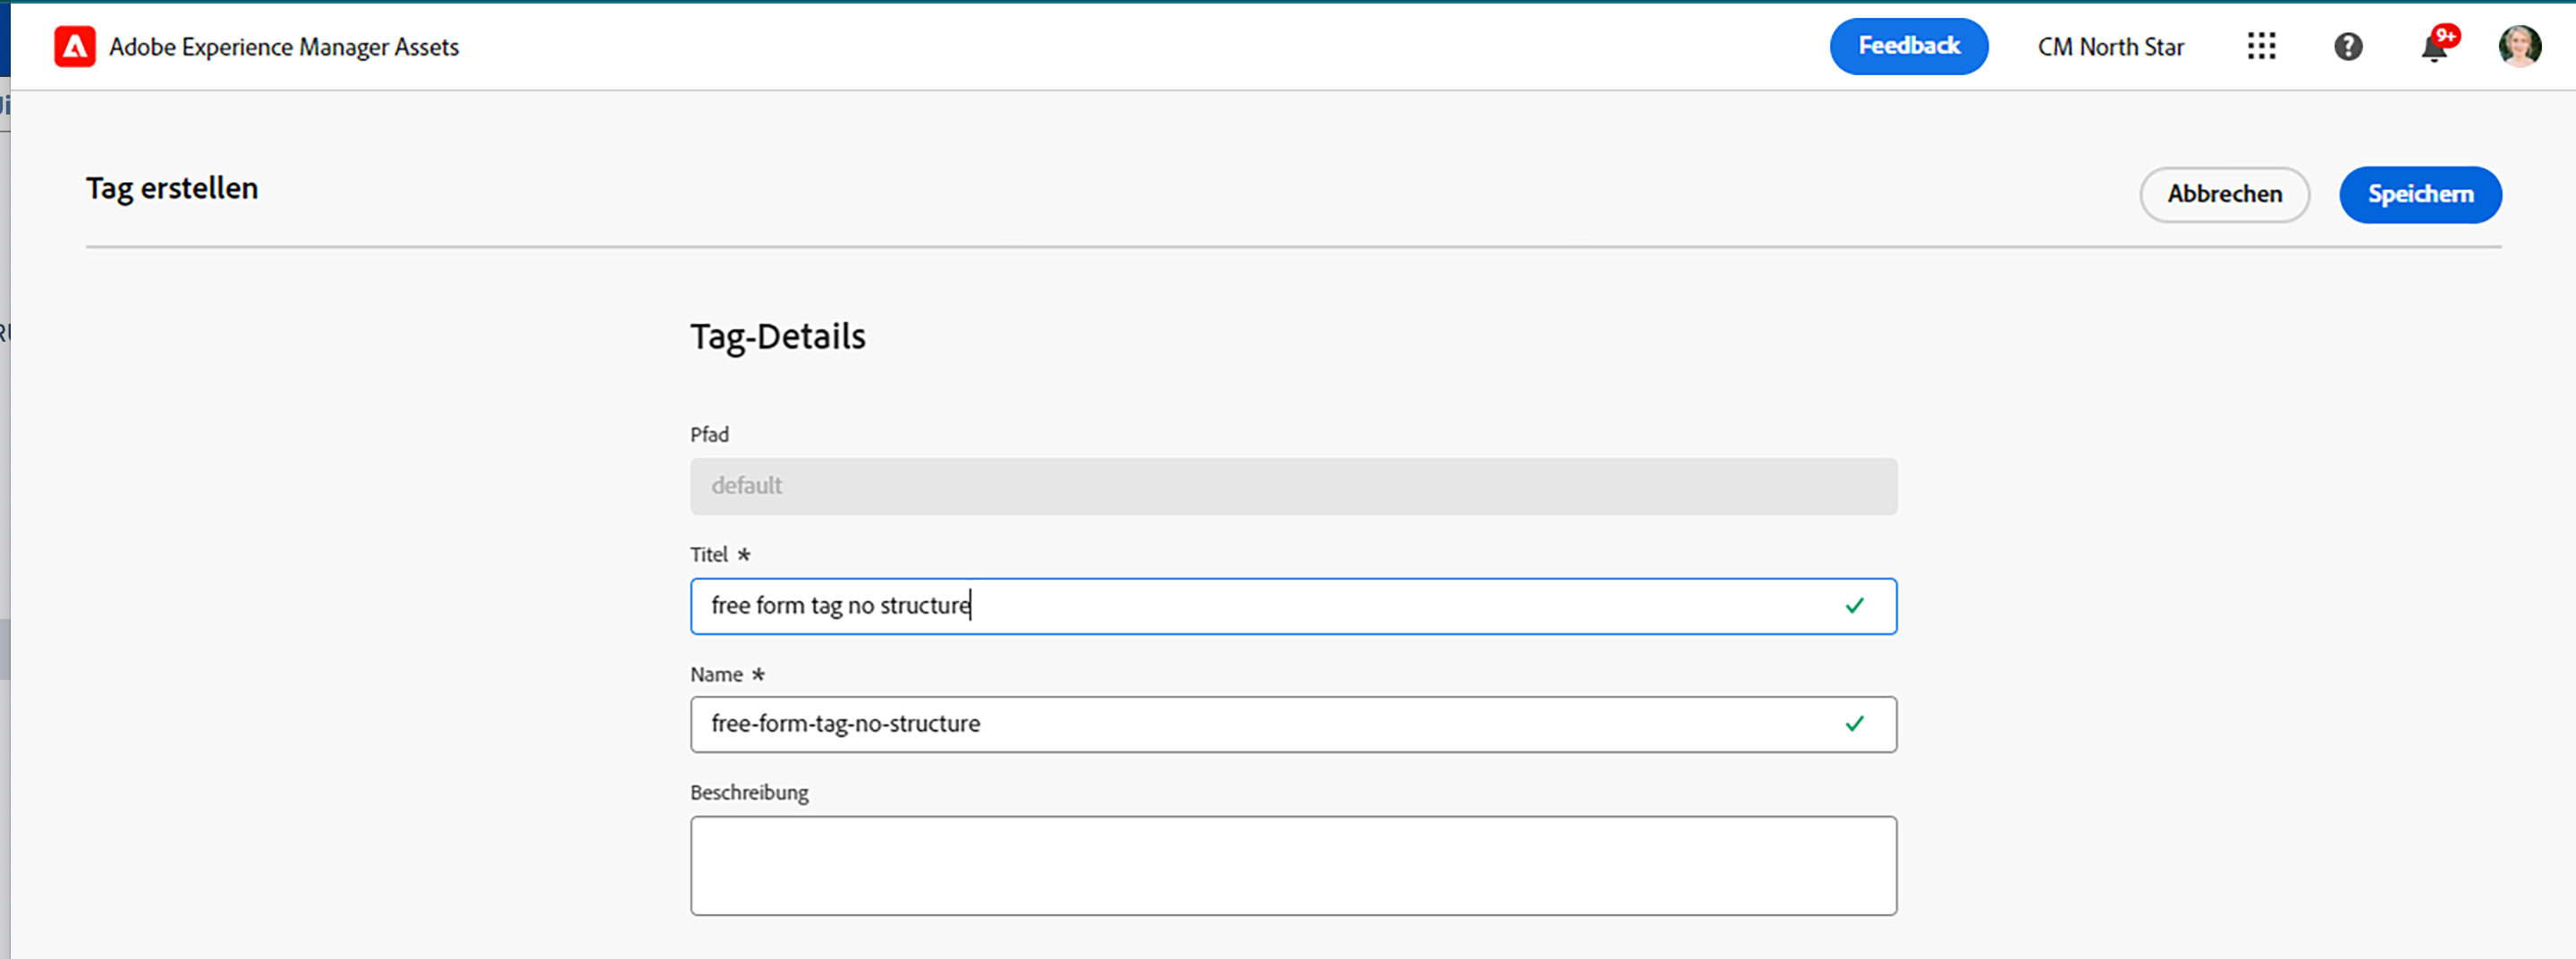 Adobe Experience Manager Assets
Feedback
CM North Star
9+
Tag erstellen
Abbrechen
Speichern
Tag-Details
Pfad
default
Titel *
free form tag no structure
Name *
free-form-tag-no-structure
Beschreibung